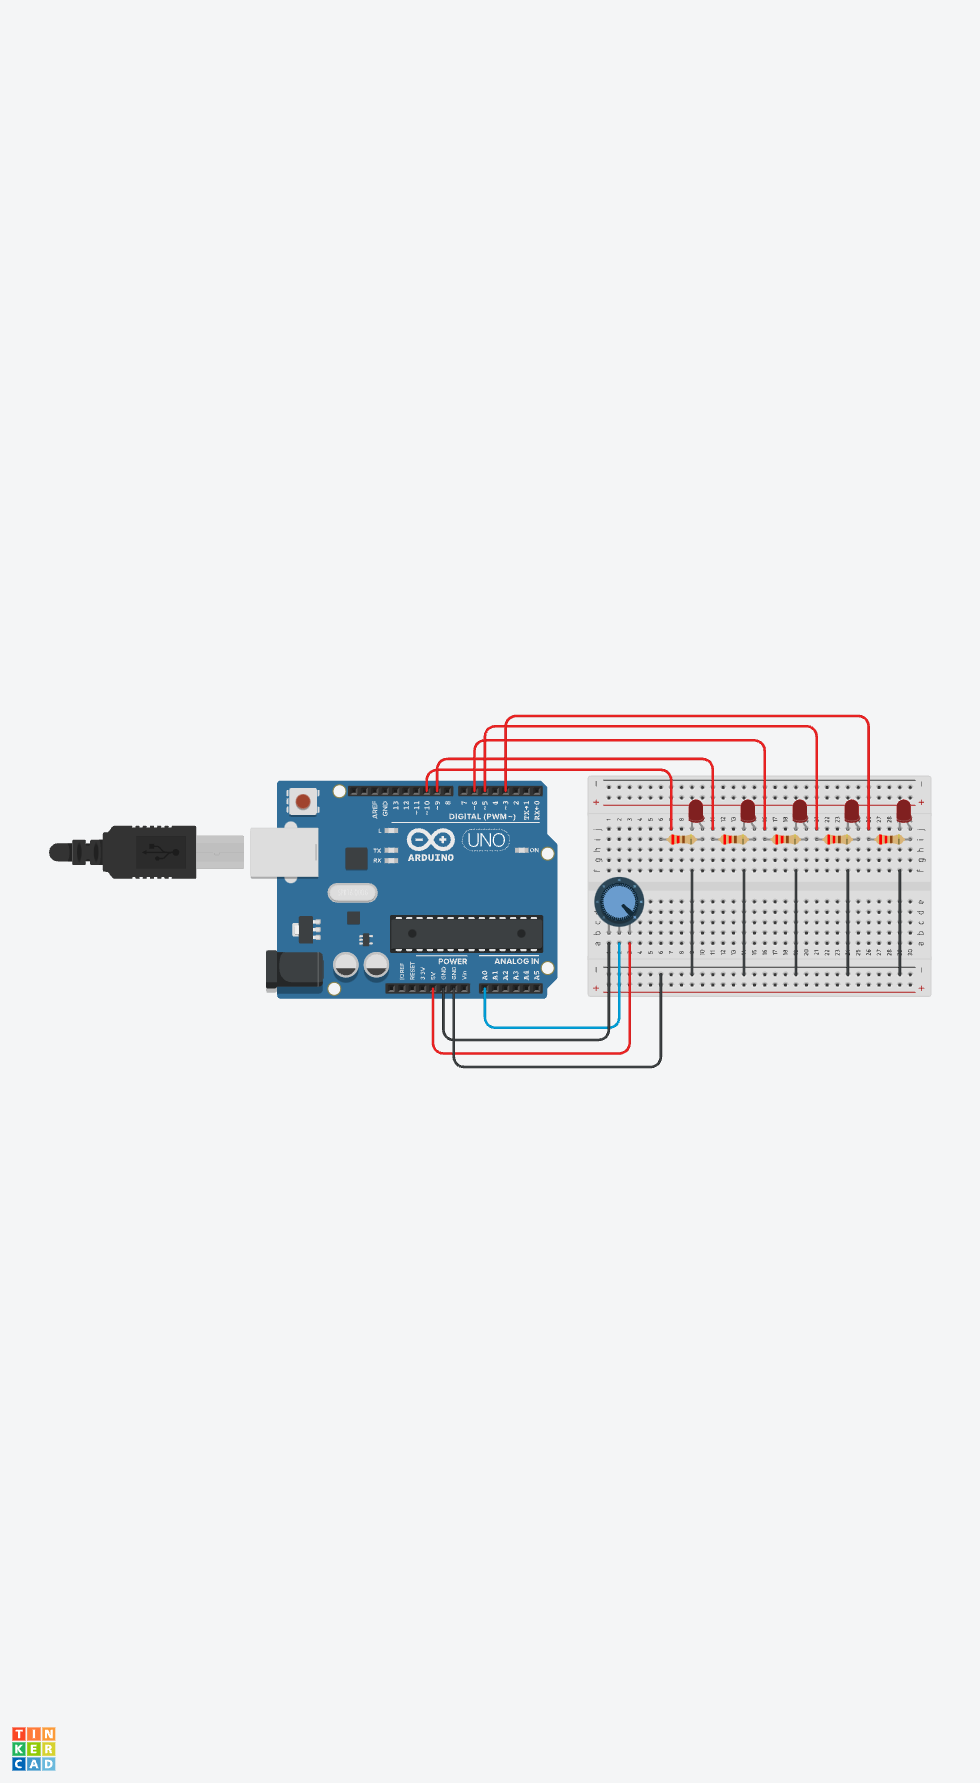 AREF
GND
13
12
~11
~10
~9
8
7
~6
~5
4
~3
2
TX→1
RX←0
DIGITAL (PWM~)
L
TX
RX
UNO
ARDUINO
ON
POWER
ANALOG IN
IOREF
RESET
3.3V
5V
GND
GND
Vin
A0
A1
A2
A3
A4
A5
TIN
KER
CAD